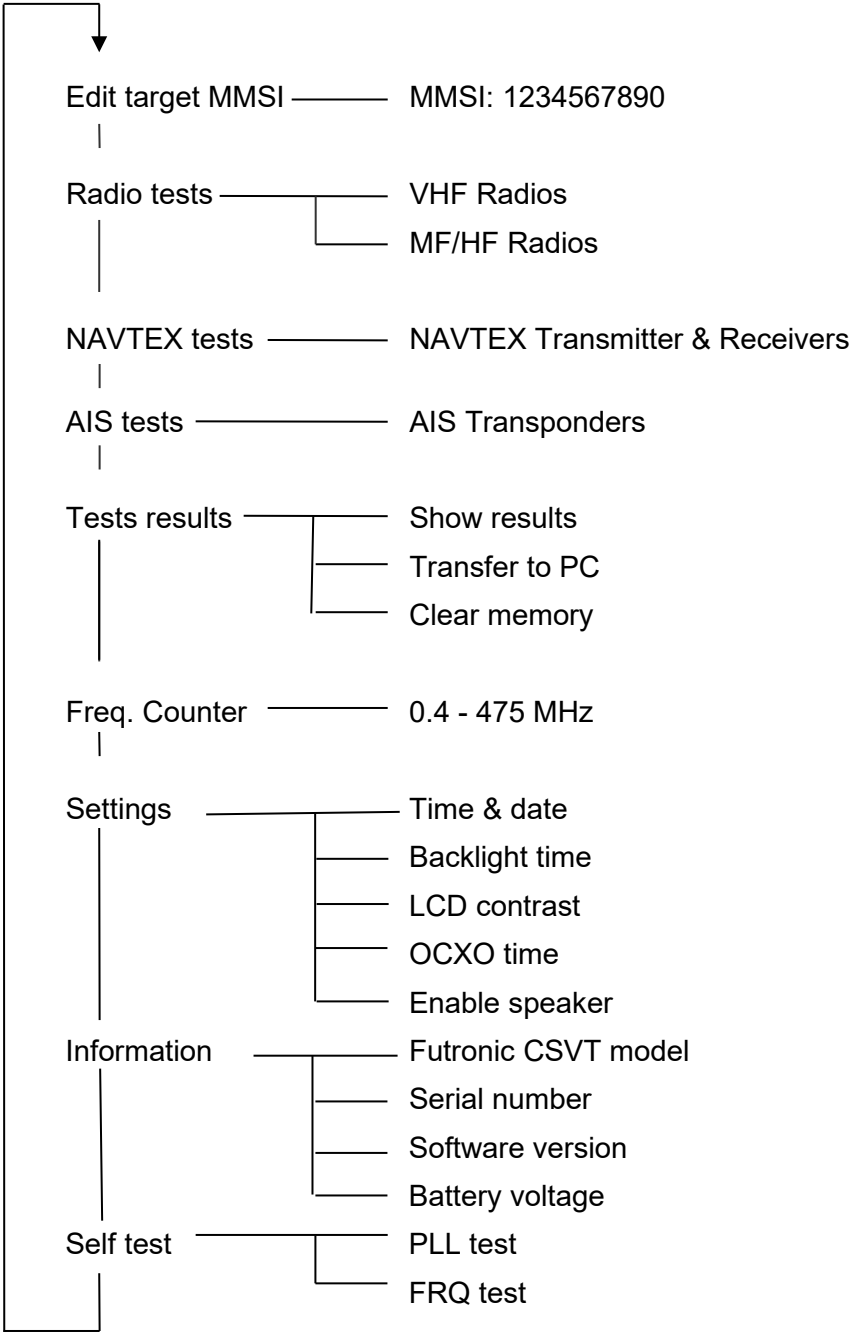 Edit target MMSI MMSI: 1234567890
Radio tests VHF Radios
MF/HF Radios
NAVTEX tests NAVTEX Transmitter & Receivers
AIS tests AIS Transponders
Tests results Show results
Transfer to PC
Clear memory
Freq. Counter 0.4 - 475 MHz
Settings Time & date
Backlight time
LCD contrast
OCXO time
Enable speaker
Information Futronic CSVT model
Serial number
Software version
Battery voltage
Self test PLL test
FRQ test